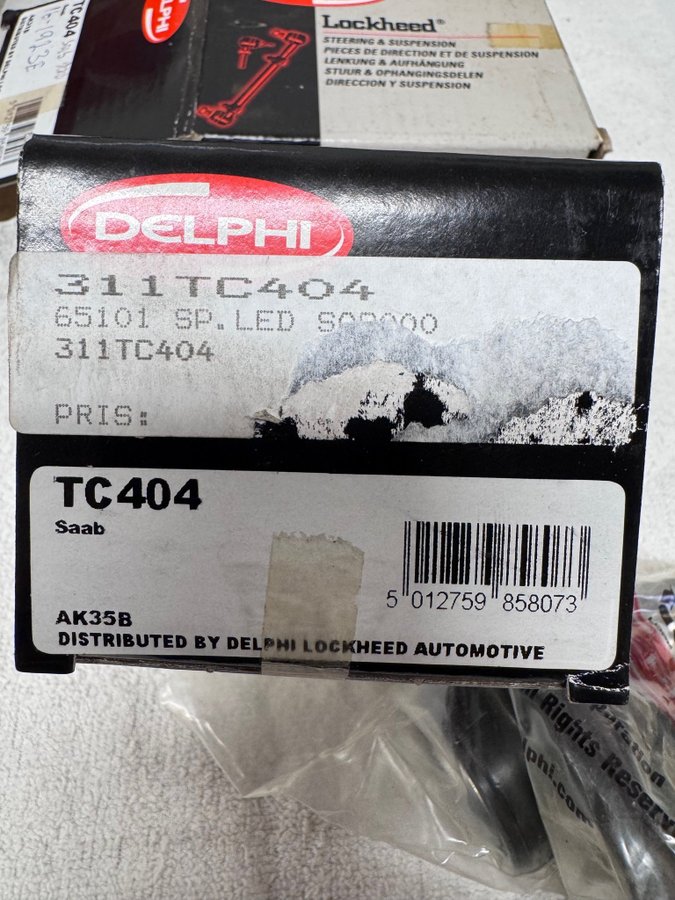 TC404
DELPHI
Lockheed®
STEERING & SUSPENSION
PIECES DE DIRECTION ET DE SUSPENSION
LENKUNG & AUFHÄNGUNG
STUUR & OPHANGINGSDELEN
DIRECCION Y SUSPENSION
DELPHI
311TC404
65101 SP.LED
311TC404
PRIS:
TC404
Saab
5 012759 858073
AK35B
DISTRIBUTED BY DELPHI LOCKHEED AUTOMOTIVE
Rights